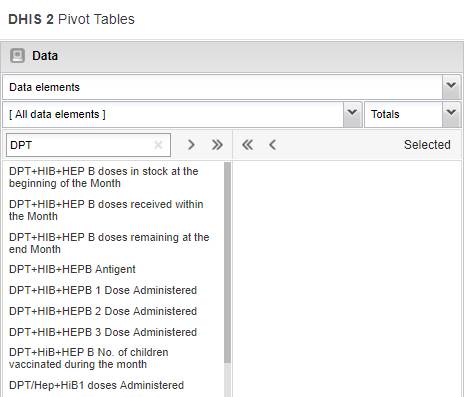 DHIS 2 Pivot Tables
Data
Data elements
[ All data elements ]
Totals
DPT
Selected
DPT+HIB+HEP B doses in stock at the
beginning of the Month
DPT+HIB+HEP B doses received within
the Month
DPT+HIB+HEP B doses remaining at the
end Month
DPT+HIB+HEPB Antigent
DPT+HIB+HEPB 1 Dose Administered
DPT+HIB+HEPB 2 Dose Administered
DPT+HIB+HEPB 3 Dose Administered
DPT+HiB+HEP B No. of children
vaccinated during the month
DPT/Hep+HiB1 doses Administered